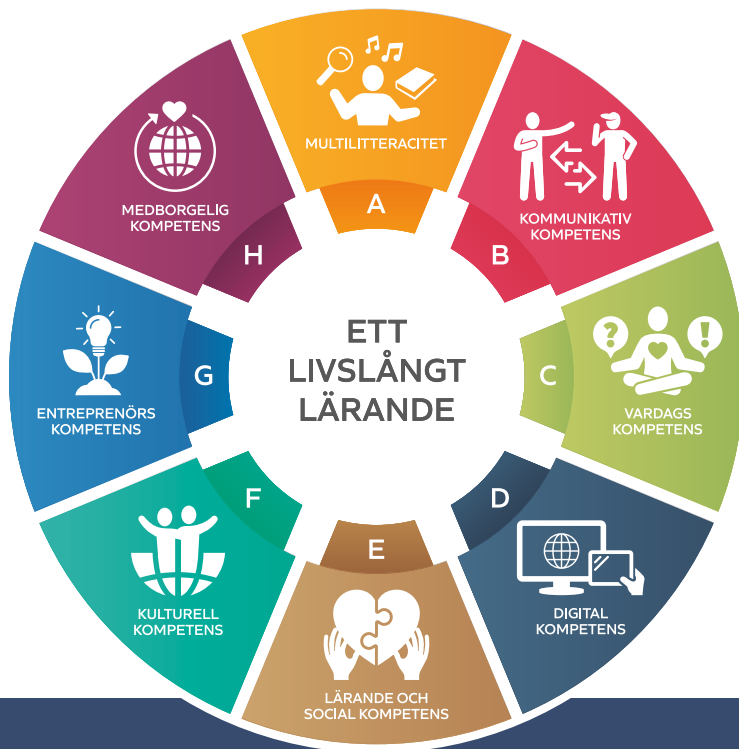 MULTILITTERACITET
A
KOMMUNIKATIV
KOMPETENS
B
?
!
VARDAGS
KOMPETENS
C
DIGITAL
KOMPETENS
D
LÄRANDE OCH
SOCIAL KOMPETENS
E
KULTURELL
KOMPETENS
F
ENTREPRENÖRS
KOMPETENS
G
MEDBORGELIG
KOMPETENS
H
ETT
LIVSLÅNGT
LÄRANDE